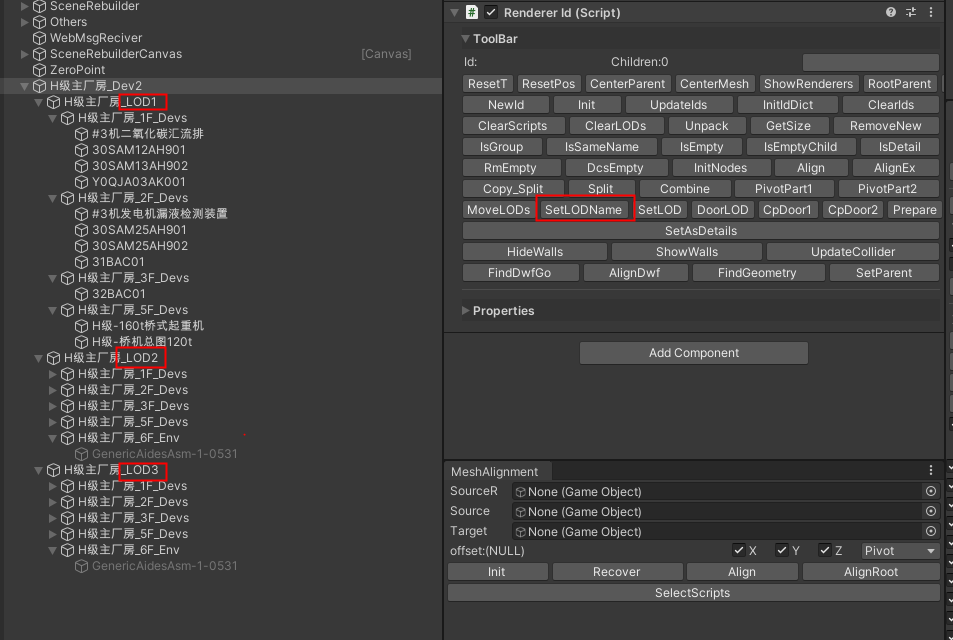 SceneRebuilder
Others
WebMsgReciver
SceneRebuilderCanvas [Canvas]
ZeroPoint
H级主厂房_Dev2
H级主厂房_LOD1
H级主厂房_1F_Devs
#3机二氧化碳汇流排
30SAM12AH901
30SAM13AH902
Y0QJA03AK001
H级主厂房_2F_Devs
#3机发电机漏液检测装置
30SAM25AH901
30SAM25AH902
31BAC01
H级主厂房_3F_Devs
32BAC01
H级主厂房_5F_Devs
H级-160t桥式起重机
H级-桥机总图120t
H级主厂房_LOD2
H级主厂房_1F_Devs
H级主厂房_2F_Devs
H级主厂房_3F_Devs
H级主厂房_5F_Devs
H级主厂房_6F_Env
GenericAidesAsm-1-0531
H级主厂房_LOD3
H级主厂房_1F_Devs
H级主厂房_2F_Devs
H级主厂房_3F_Devs
H级主厂房_5F_Devs
H级主厂房_6F_Env
GenericAidesAsm-1-0531
Renderer Id (Script)
ToolBar
Id: Children:0
ResetT ResetPos CenterParent CenterMesh ShowRenderers RootParent
NewId Init UpdateIds InitIdDict ClearIds
ClearScripts ClearLODs Unpack GetSize RemoveNew
IsGroup IsSameName IsEmpty IsEmptyChild IsDetail
RmEmpty DcsEmpty InitNodes Align AlignEx
Copy_Split Split Combine PivotPart1 PivotPart2
MoveLODs SetLODName SetLOD DoorLOD CpDoor1 CpDoor2 Prepare
SetAsDetails
HideWalls ShowWalls UpdateCollider
FindDwfGo AlignDwf FindGeometry SetParent
Properties
Add Component
MeshAlignment
SourceR None (Game Object)
Source None (Game Object)
Target None (Game Object)
offset:(NULL) X Y Z Pivot
Init Recover Align AlignRoot
SelectScripts